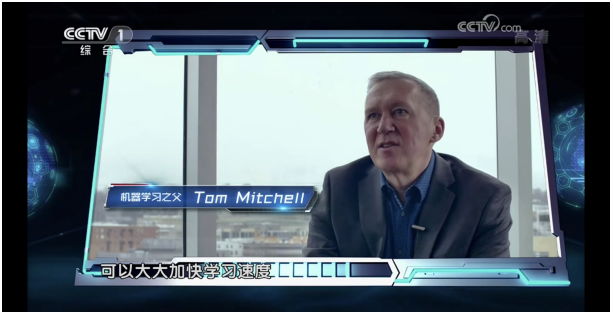 CCTV 1
综合
CCTV.com
高清
机器学习之父 Tom Mitchell
可以大大加快学习速度